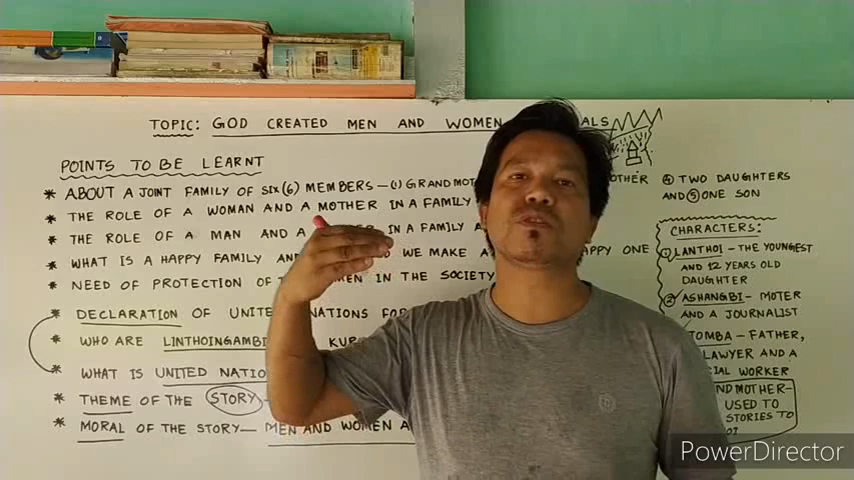 TOPIC: GOD CREATED MEN AND WOMEN ALS
POINTS TO BE LEARNT
* ABOUT A JOINT FAMILY OF SIX (6) MEMBERS – (1) GRANDMOT OTHER ④ TWO DAUGHTERS
AND ⑤ ONE SON
* THE ROLE OF A WOMAN AND A MOTHER IN A FAMILY
* THE ROLE OF A MAN AND A IN A FAMILY A
* WHAT IS A HAPPY FAMILY AN WE MAKE A PPY ONE
* NEED OF PROTECTION OF MEN IN THE SOCIETY
* DECLARATION OF UNITE NATIONS FOR
* WHO ARE LINTHOINGAMBI KUR
* WHAT IS UNITED NATIO
* THEME OF THE STORY –
* MORAL OF THE STORY – MEN AND WOMEN A
CHARACTERS:
① LANTHOI – THE YOUNGEST
AND 12 YEARS OLD
DAUGHTER
② ASHANGBI – MOTER
AND A JOURNALIST
TOMBA – FATHER,
LAWYER AND A
CIAL WORKER
ND MOTHER-
USED TO
STORIES TO
PowerDirector